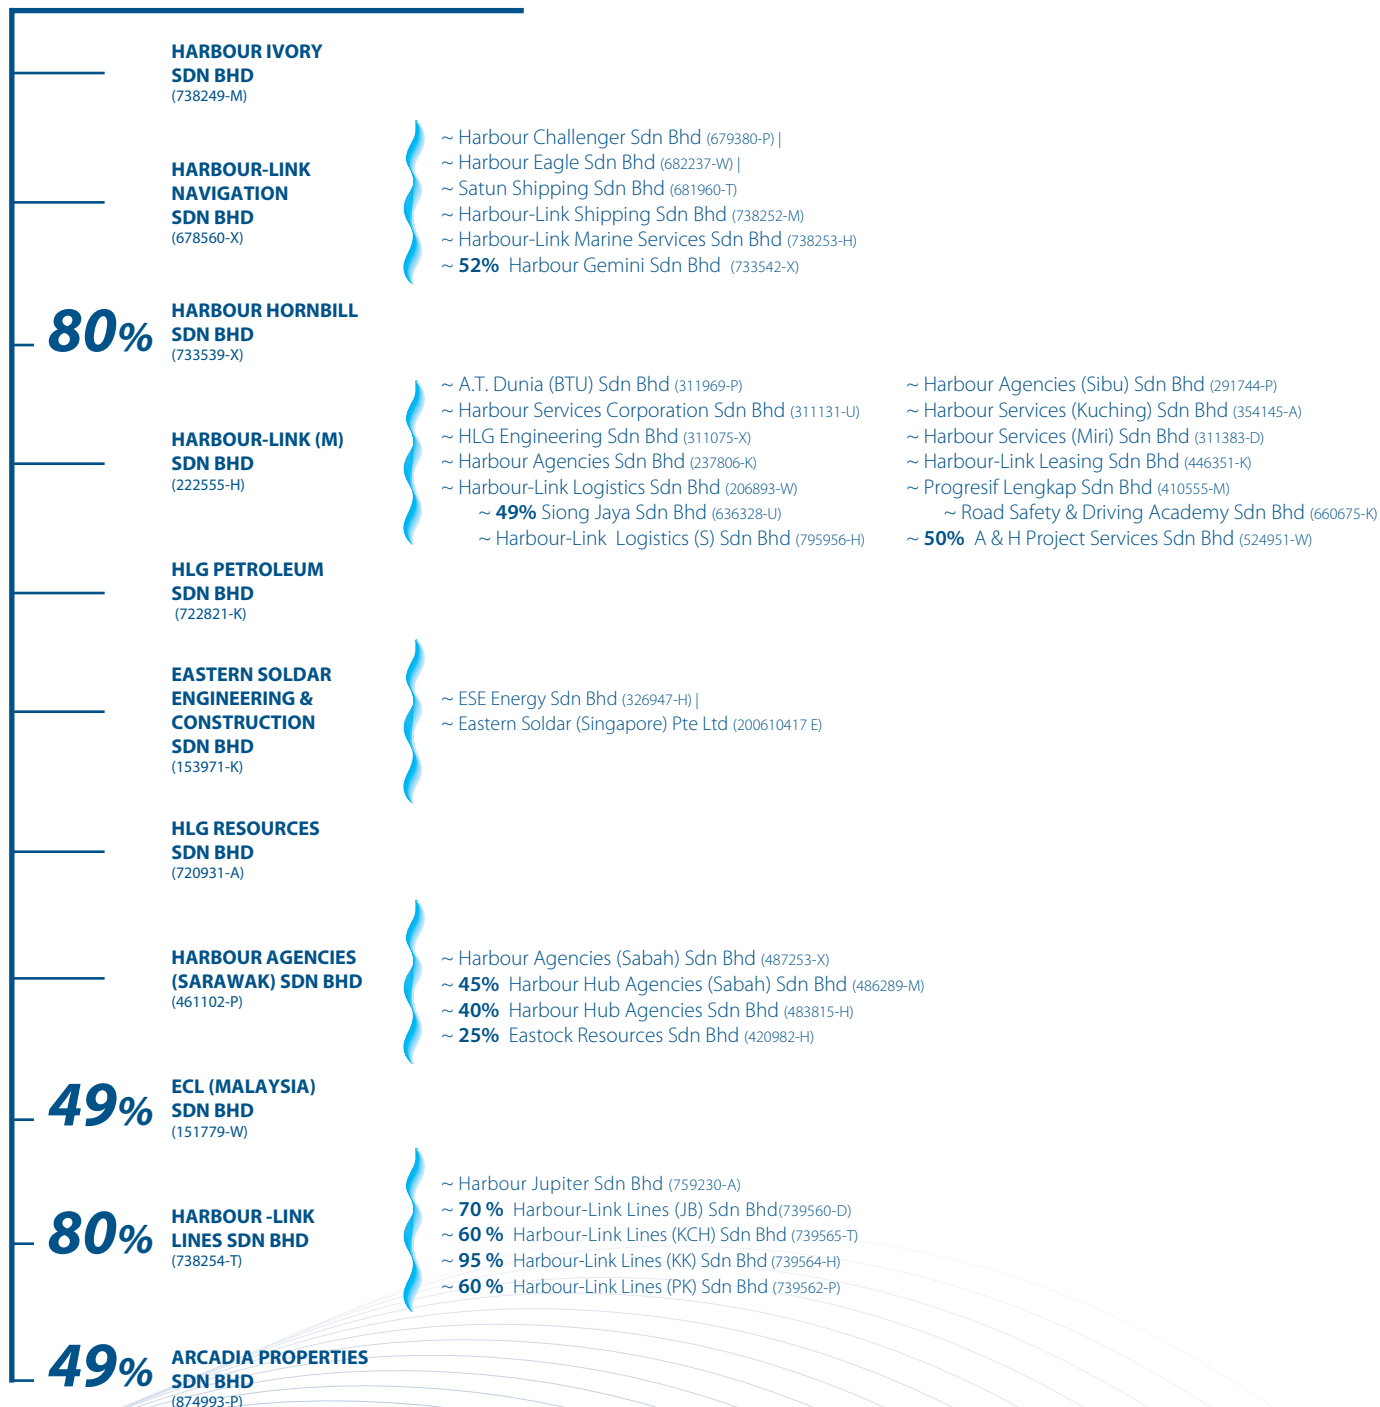 HARBOUR IVORY
SDN BHD
(738249-M)
HARBOUR-LINK
NAVIGATION
SDN BHD
(678560-X)
~ Harbour Challenger Sdn Bhd (679380-P) |
~ Harbour Eagle Sdn Bhd (682237-W) |
~ Satun Shipping Sdn Bhd (681960-T)
~ Harbour-Link Shipping Sdn Bhd (738252-M)
~ Harbour-Link Marine Services Sdn Bhd (738253-H)
~ 52% Harbour Gemini Sdn Bhd (733542-X)
80%
HARBOUR HORNBILL
SDN BHD
(733539-X)
HARBOUR-LINK (M)
SDN BHD
(222555-H)
~ A.T. Dunia (BTU) Sdn Bhd (311969-P)
~ Harbour Services Corporation Sdn Bhd (311131-U)
~ HLG Engineering Sdn Bhd (311075-X)
~ Harbour Agencies Sdn Bhd (237806-K)
~ Harbour-Link Logistics Sdn Bhd (206893-W)
~ 49% Siong Jaya Sdn Bhd (636328-U)
~ Harbour-Link Logistics (S) Sdn Bhd (795956-H)
~ Harbour Agencies (Sibu) Sdn Bhd (291744-P)
~ Harbour Services (Kuching) Sdn Bhd (354145-A)
~ Harbour Services (Miri) Sdn Bhd (311383-D)
~ Harbour-Link Leasing Sdn Bhd (446351-K)
~ Progresif Lengkap Sdn Bhd (410555-M)
~ Road Safety & Driving Academy Sdn Bhd (660675-K)
~ 50% A & H Project Services Sdn Bhd (524951-W)
HLG PETROLEUM
SDN BHD
(722821-K)
EASTERN SOLDAR
ENGINEERING &
CONSTRUCTION
SDN BHD
(153971-K)
~ ESE Energy Sdn Bhd (326947-H) |
~ Eastern Soldar (Singapore) Pte Ltd (200610417 E)
HLG RESOURCES
SDN BHD
(720931-A)
HARBOUR AGENCIES
(SARAWAK) SDN BHD
(461102-P)
~ Harbour Agencies (Sabah) Sdn Bhd (487253-X)
~ 45% Harbour Hub Agencies (Sabah) Sdn Bhd (486289-M)
~ 40% Harbour Hub Agencies Sdn Bhd (483815-H)
~ 25% Eastock Resources Sdn Bhd (420982-H)
49%
ECL (MALAYSIA)
SDN BHD
(151779-W)
80%
HARBOUR -LINK
LINES SDN BHD
(738254-T)
~ Harbour Jupiter Sdn Bhd (759230-A)
~ 70 % Harbour-Link Lines (JB) Sdn Bhd(739560-D)
~ 60 % Harbour-Link Lines (KCH) Sdn Bhd (739565-T)
~ 95 % Harbour-Link Lines (KK) Sdn Bhd (739564-H)
~ 60 % Harbour-Link Lines (PK) Sdn Bhd (739562-P)
49%
ARCADIA PROPERTIES
SDN BHD
(874993-P)